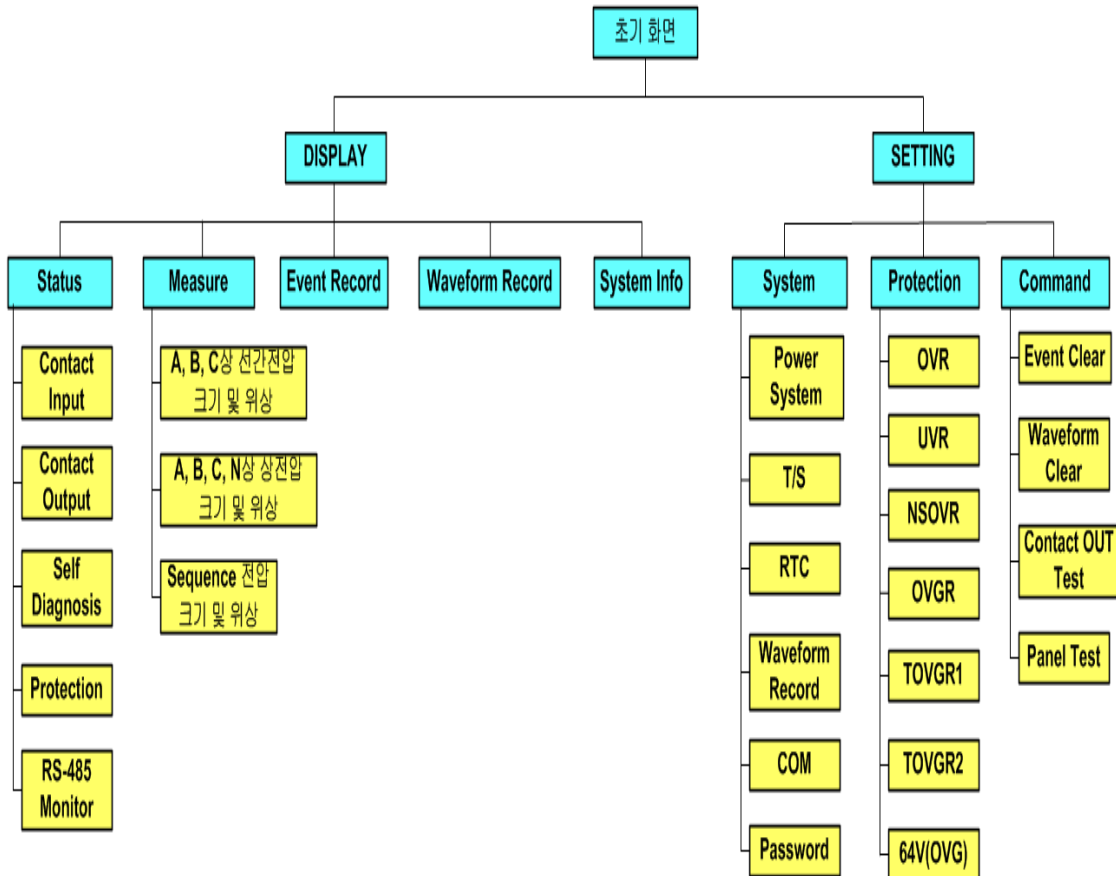 초기 화면
DISPLAY
SETTING
Status
Measure
Event Record
Waveform Record
System Info
System
Protection
Command
Contact
Input
Contact
Output
Self
Diagnosis
Protection
RS-485
Monitor
A, B, C상 선간전압
크기 및 위상
A, B, C, N상 상전압
크기 및 위상
Sequence 전압
크기 및 위상
Power
System
T/S
RTC
Waveform
Record
COM
Password
OVR
UVR
NSOVR
OVGR
TOVGR1
TOVGR2
64V(OVG)
Event Clear
Waveform
Clear
Contact OUT
Test
Panel Test